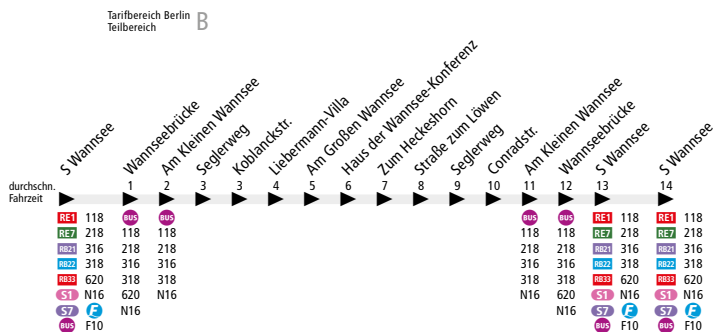 Tarifbereich Berlin
Teilbereich
B
S Wannsee
Wannseebrücke
Am Kleinen Wannsee
Seglerweg
Koblanckstr.
Liebermann-Villa
Am Großen Wannsee
Haus der Wannsee-Konferenz
Zum Heckeshorn
Straße zum Löwen
Seglerweg
Conradstr.
Am Kleinen Wannsee
Wannseebrücke
S Wannsee
S Wannsee
durchschn. 1 2 3 3 4 5 6 7 8 9 10 11 12 13 14
Fahrzeit
RE1 118 BUS BUS BUS BUS RE1 118 RE1 118
RE7 218 118 118 118 118 RE7 218 RE7 218
RB21 316 218 218 218 218 RB21 316 RB21 316
RB22 318 316 316 316 316 RB22 318 RB22 318
RB33 620 318 318 318 318 RB33 620 RB33 620
S1 N16 620 N16 N16 620 S1 N16 S1 N16
S7 F N16 N16 S7 F S7 F
BUS F10 BUS F10 BUS F10